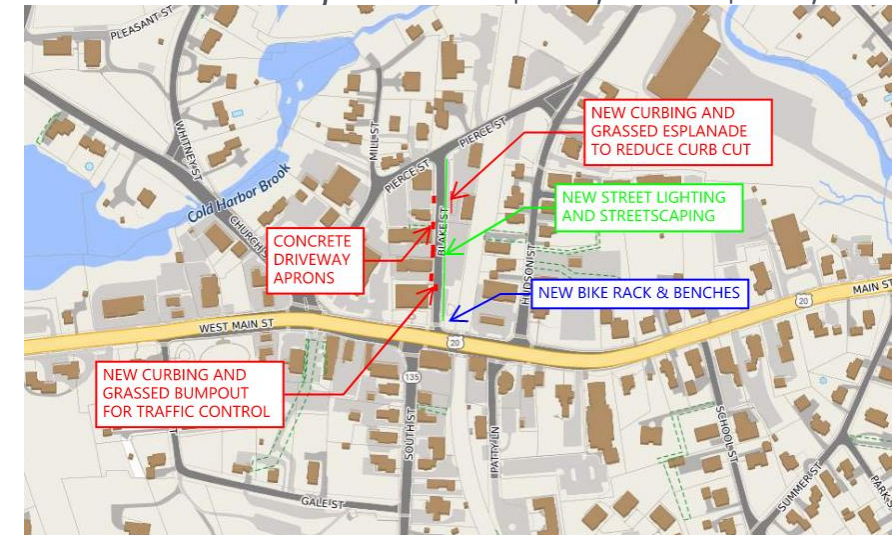 PLEASANT ST
WHITNEY ST
MILL ST
PIERCE ST
PIERCE ST
NEW CURBING AND
GRASSED ESPLANADE
TO REDUCE CURB CUT
Cold Harbor Brook
CHURCH ST
NEW STREET LIGHTING
AND STREETSCAPING
BLAKE ST
CONCRETE
DRIVEWAY
APRONS
HUDSON ST
NEW BIKE RACK & BENCHES
MAIN ST
20
WEST MAIN ST
20
NEW CURBING AND
GRASSED BUMPOUT
FOR TRAFFIC CONTROL
135
SOUTH ST
PATTY LN
SCHOOL ST
SUMMER ST
PARK ST
GALE ST